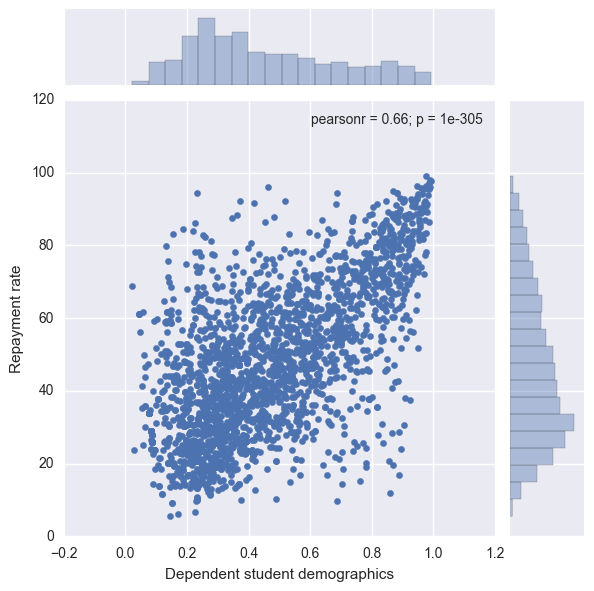 pearsonr = 0.66; p = 1e-305
120
100
80
60
40
20
0
Repayment rate
−0.2 0.0 0.2 0.4 0.6 0.8 1.0 1.2
Dependent student demographics